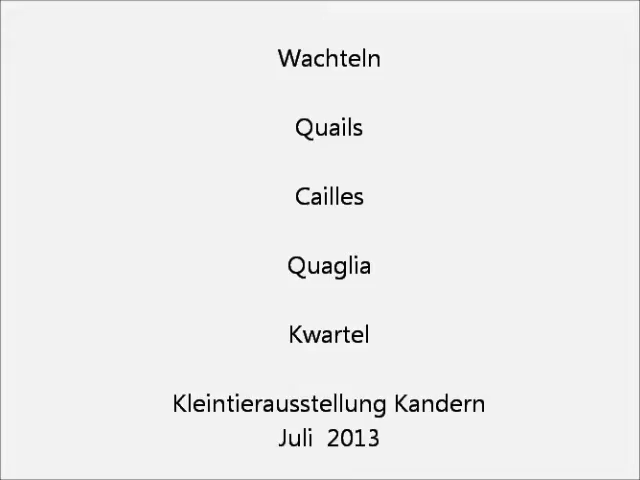 Wachteln
Quails
Cailles
Quaglia
Kwartel
Kleintierausstellung Kandern
Juli  2013